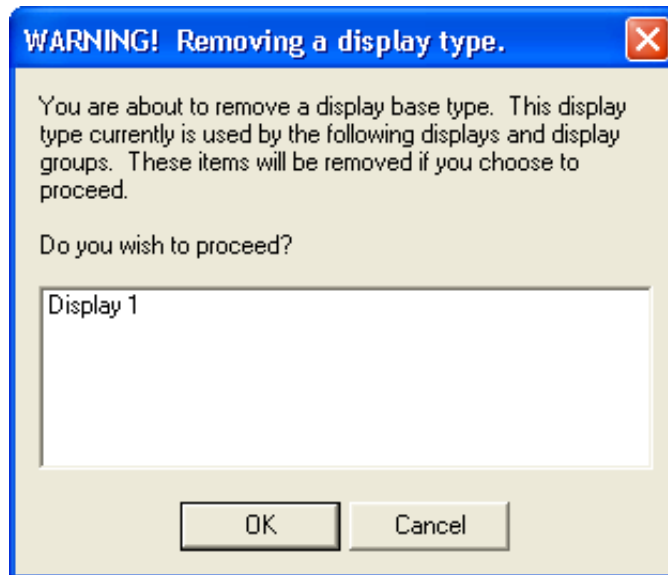 WARNING!  Removing a display type.
You are about to remove a display base type.  This display
type currently is used by the following displays and display
groups.  These items will be removed if you choose to
proceed.
Do you wish to proceed?
Display 1
OK
Cancel